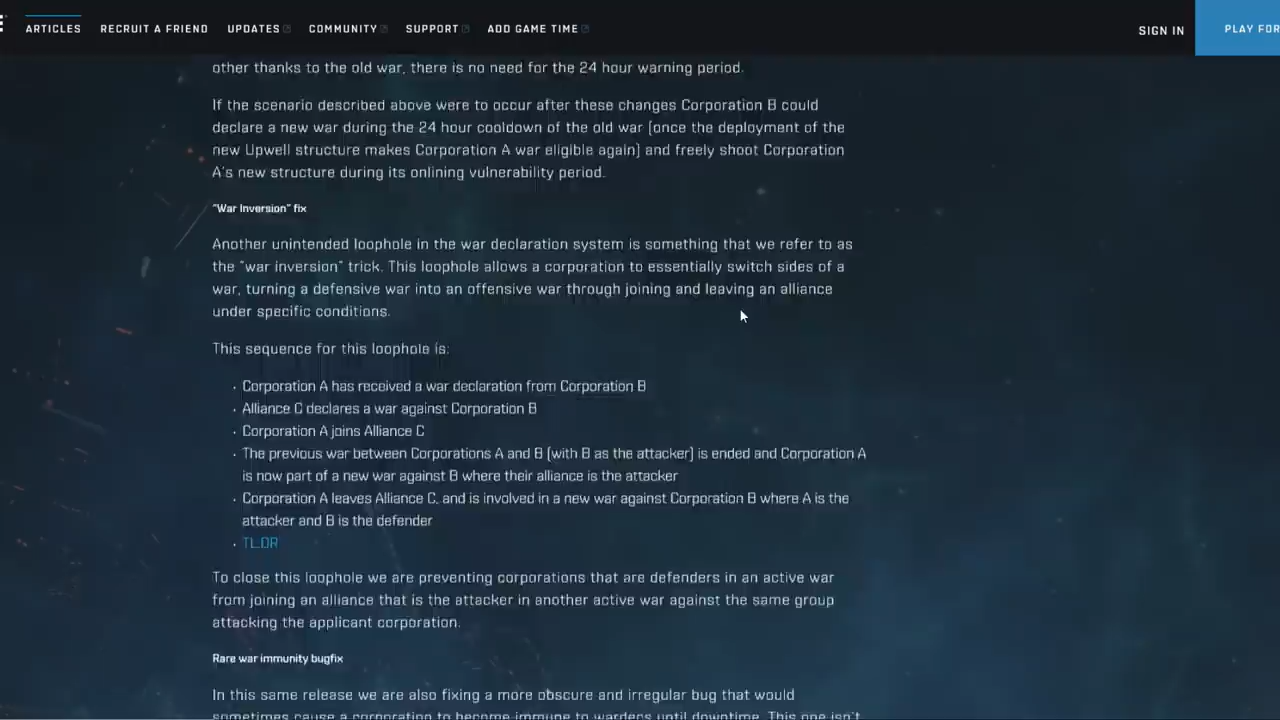 ARTICLES RECRUIT A FRIEND UPDATES COMMUNITY SUPPORT ADD GAME TIME SIGN IN PLAY FOR
other thanks to the old war, there is no need for the 24 hour warning period.
If the scenario described above were to occur after these changes Corporation B could
declare a new war during the 24 hour cooldown of the old war (once the deployment of the
new Upwell structure makes Corporation A war eligible again) and freely shoot Corporation
A's new structure during its onlining vulnerability period.
"War Inversion" fix
Another unintended loophole in the war declaration system is something that we refer to as
the "war inversion" trick. This loophole allows a corporation to essentially switch sides of a
war, turning a defensive war into an offensive war through joining and leaving an alliance
under specific conditions.
This sequence for this loophole is:
· Corporation A has received a war declaration from Corporation B
· Alliance C declares a war against Corporation B
· Corporation A joins Alliance C
· The previous war between Corporations A and B (with B as the attacker) is ended and Corporation A
is now part of a new war against B where their alliance is the attacker
· Corporation A leaves Alliance C, and is involved in a new war against Corporation B where A is the
attacker and B is the defender
· TL:DR
To close this loophole we are preventing corporations that are defenders in an active war
from joining an alliance that is the attacker in another active war against the same group
attacking the applicant corporation.
Rare war immunity bugfix
In this same release we are also fixing a more obscure and irregular bug that would
sometimes cause a corporation to become immune to wardecs until downtime. This one isn't